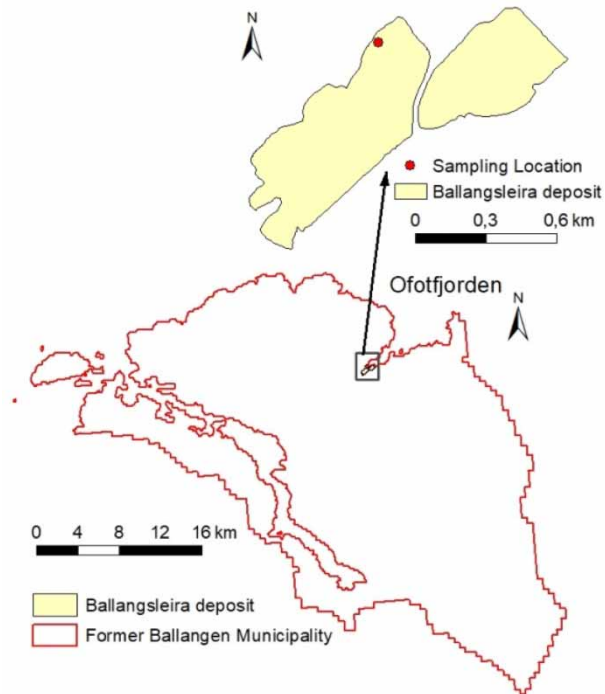 N
Sampling Location
Ballangsleira deposit
0 0,3 0,6 km
Ofotfjorden
N
0 4 8 12 16 km
Ballangsleira deposit
Former Ballangen Municipality